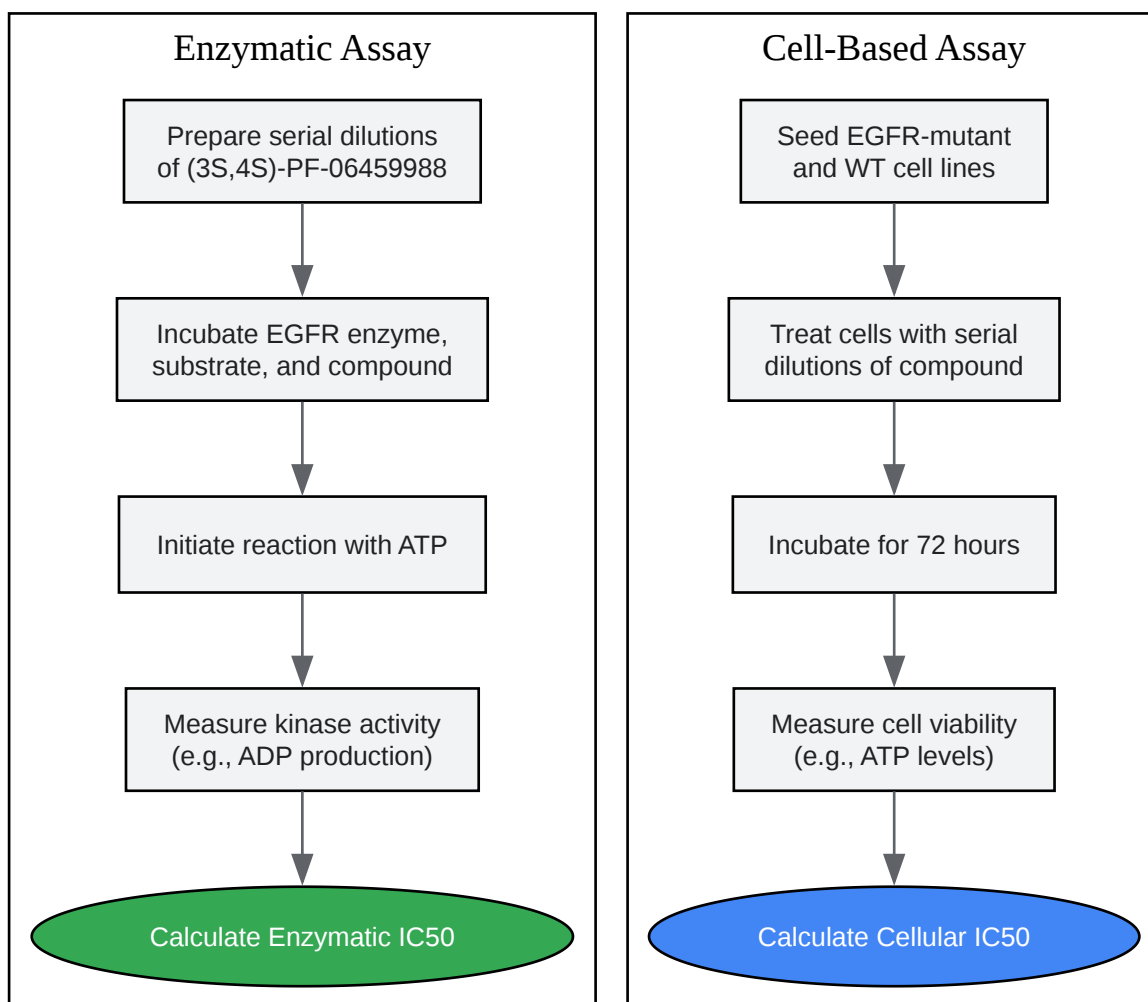 Enzymatic Assay
Prepare serial dilutions
of (3S,4S)-PF-06459988
Incubate EGFR enzyme,
substrate, and compound
Initiate reaction with ATP
Measure kinase activity
(e.g., ADP production)
Calculate Enzymatic IC50
Cell-Based Assay
Seed EGFR-mutant
and WT cell lines
Treat cells with serial
dilutions of compound
Incubate for 72 hours
Measure cell viability
(e.g., ATP levels)
Calculate Cellular IC50